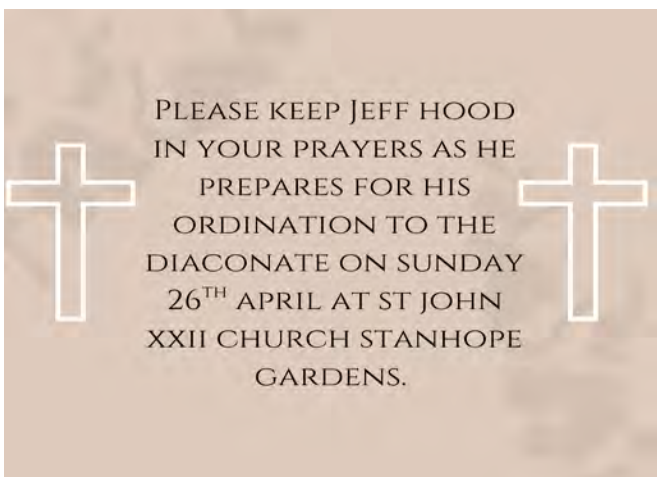 Please keep Jeff hood
in your prayers as he
prepares for his
ordination to the
diaconate on sunday
26th april at st john
xxii church stanhope
gardens.